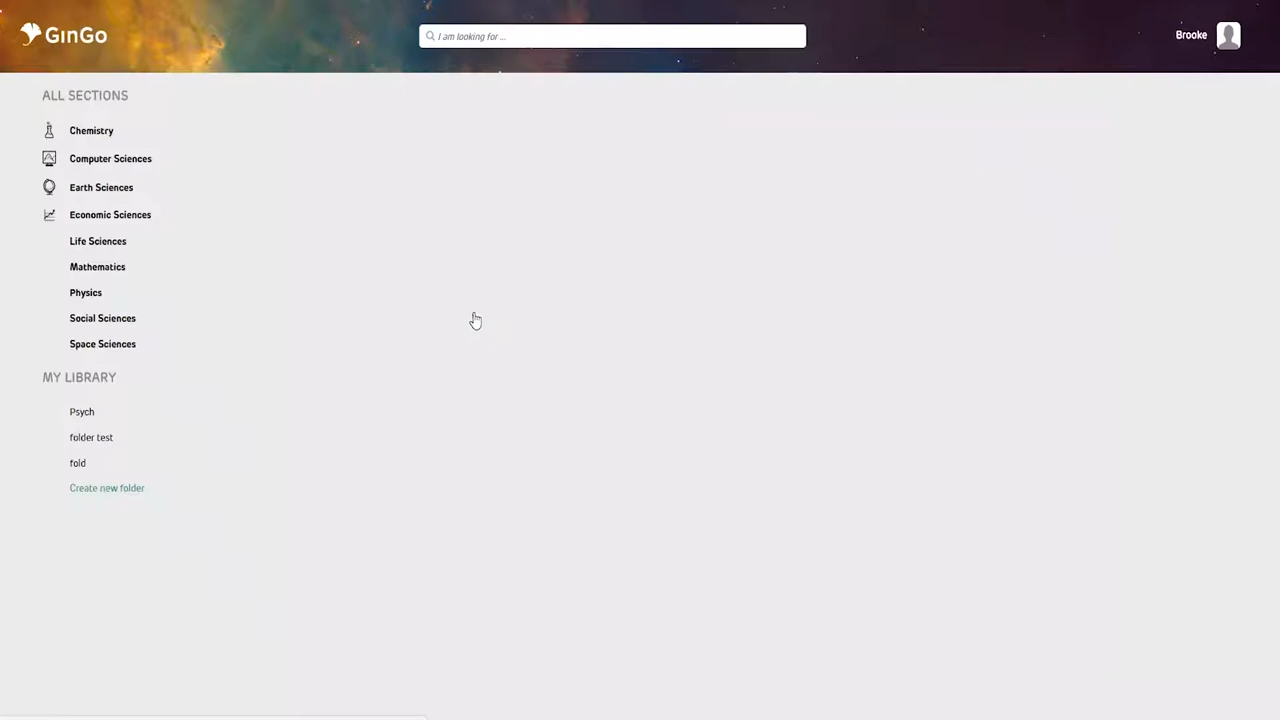 GinGo
I am looking for ...
Brooke
ALL SECTIONS
Chemistry
Computer Sciences
Earth Sciences
Economic Sciences
Life Sciences
Mathematics
Physics
Social Sciences
Space Sciences
MY LIBRARY
Psych
folder test
fold
Create new folder